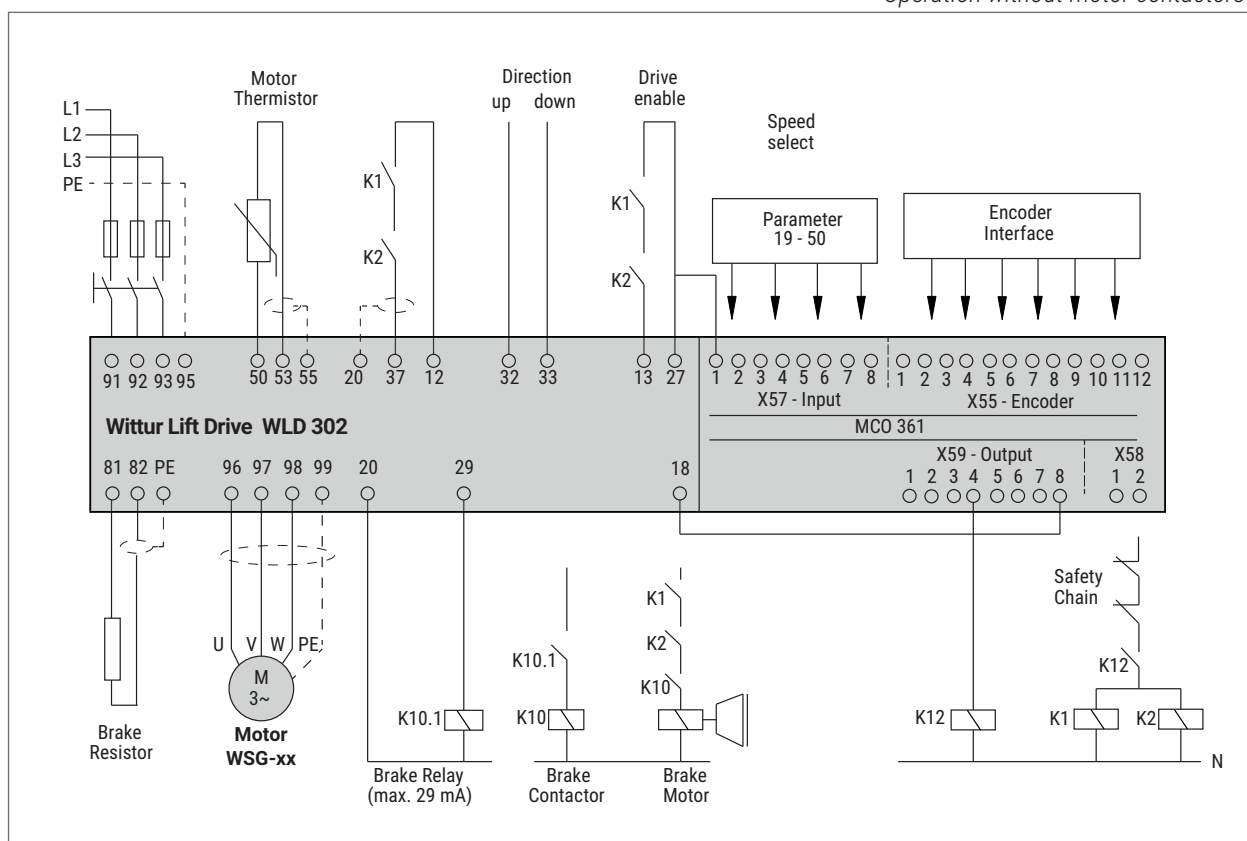 Operation without motor contactors
Motor
Thermistor
Direction
up down
Drive
enable
Speed
select
L1
L2
L3
PE
K1
K2
K1
K2
Parameter
19 - 50
Encoder
Interface
91 92 93 95 50 53 55 20 37 12 32 33 13 27 1 2 3 4 5 6 7 8 1 2 3 4 5 6 7 8 9 10 11 12
X57 - Input X55 - Encoder
Wittur Lift Drive WLD 302
MCO 361
X59 - Output X58
81 82 PE 96 97 98 99 20 29 18 1 2 3 4 5 6 7 8 1 2
Safety
Chain
K1
K2
K10
K10.1
K12
U V W PE
M
3~
K10.1
K10
K12
K1
K2
N
Brake
Resistor
Motor
WSG-xx
Brake Relay
(max. 29 mA)
Brake
Contactor
Brake
Motor